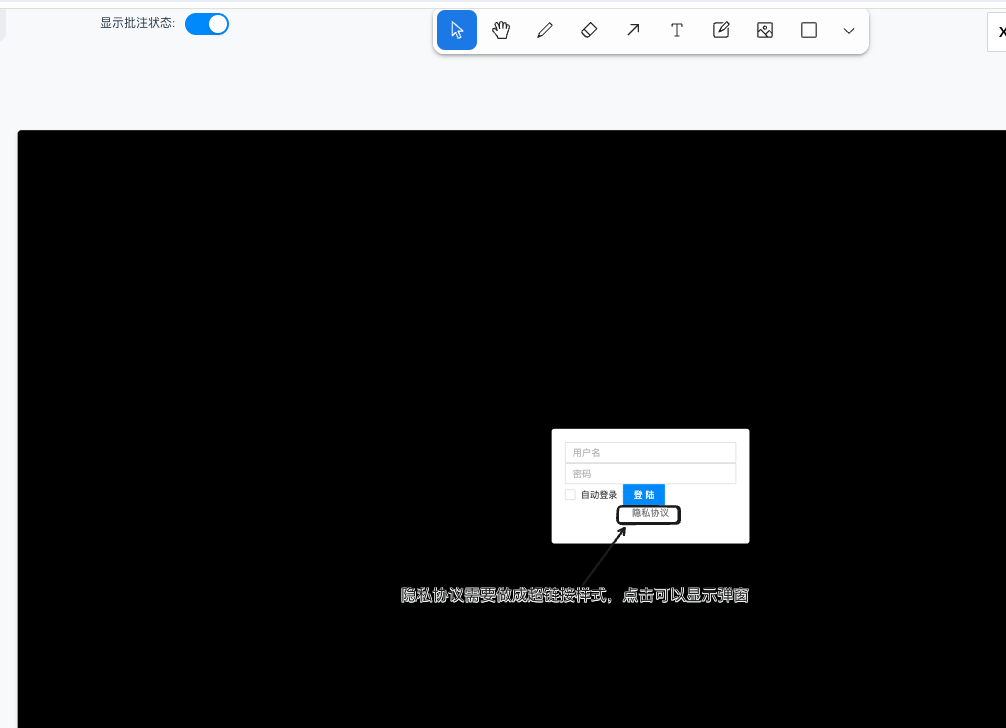 显示批注状态:
用户名
密码
自动登录 登 陆
隐私协议
隐私协议需要做成超链接样式，点击可以显示弹窗